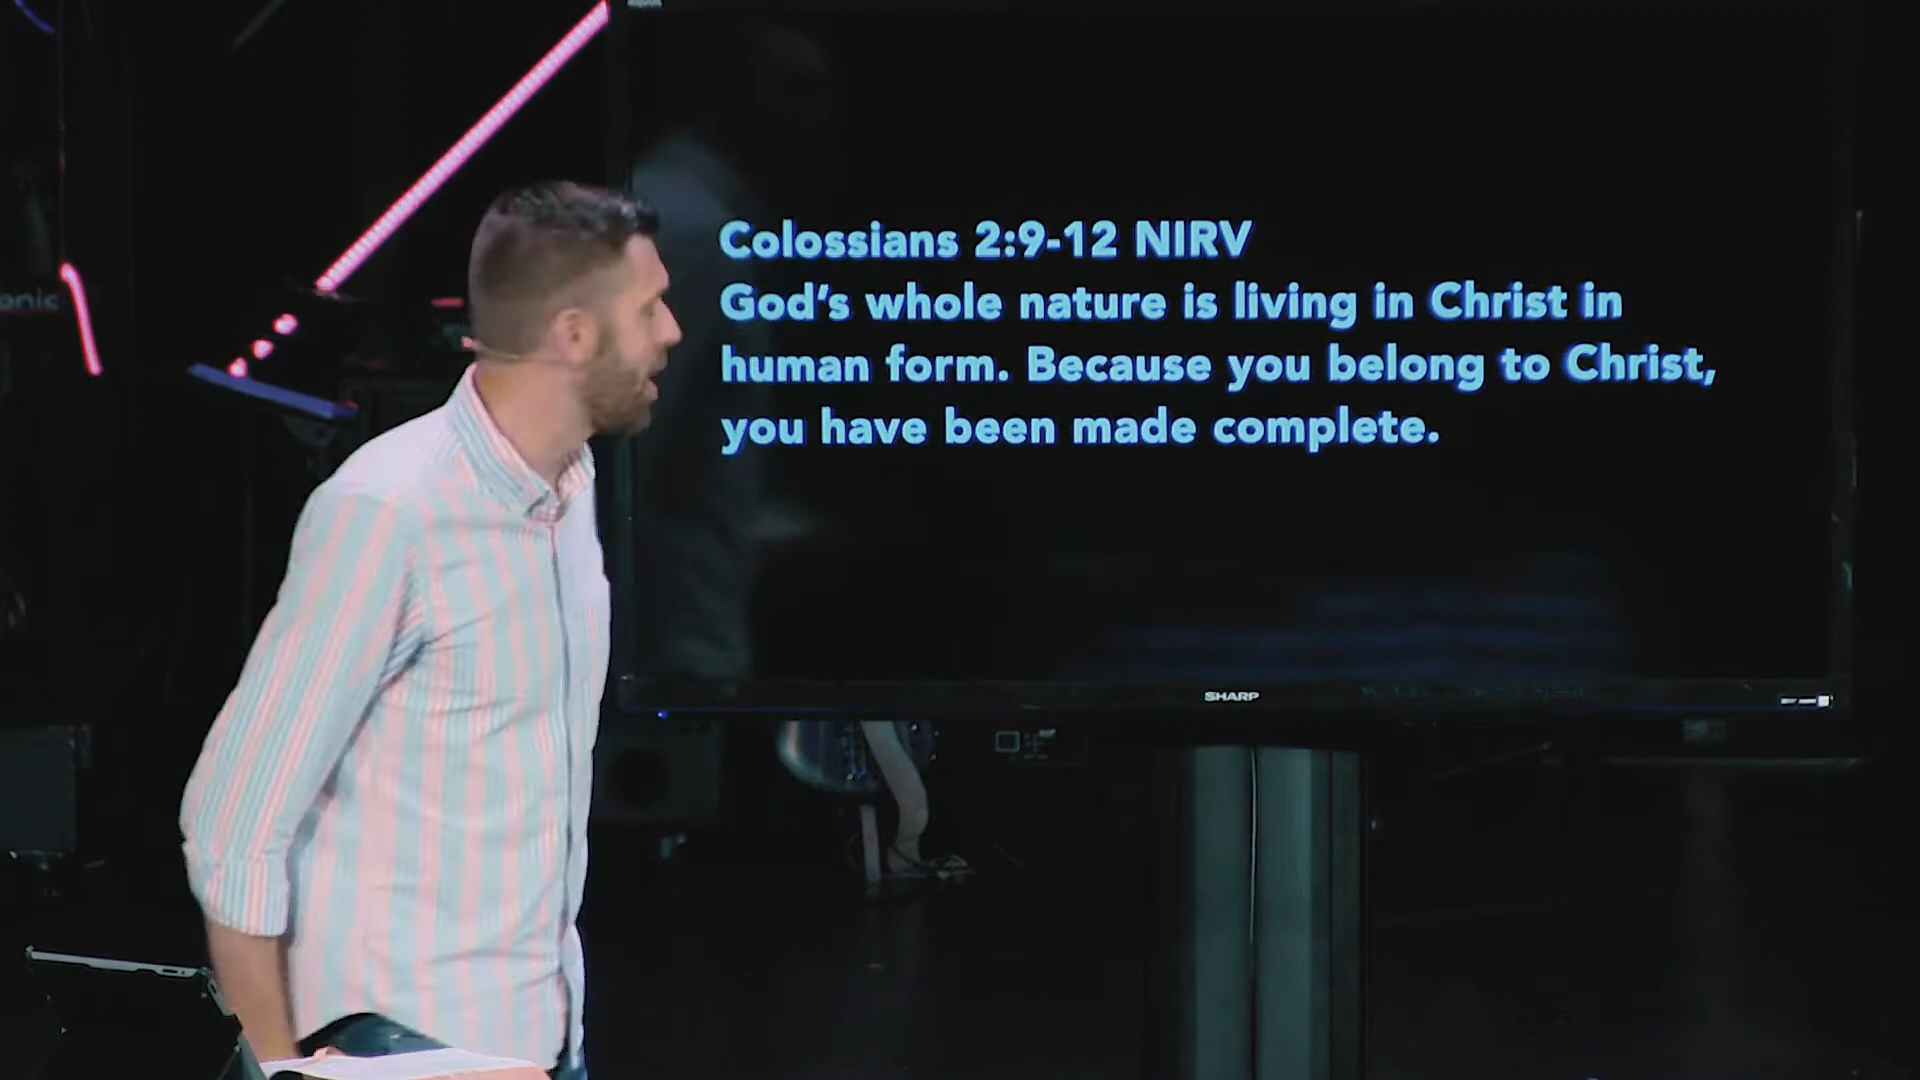 Colossians 2:9-12 NIRV
God's whole nature is living in Christ in
human form. Because you belong to Christ,
you have been made complete.
SHARP
onic